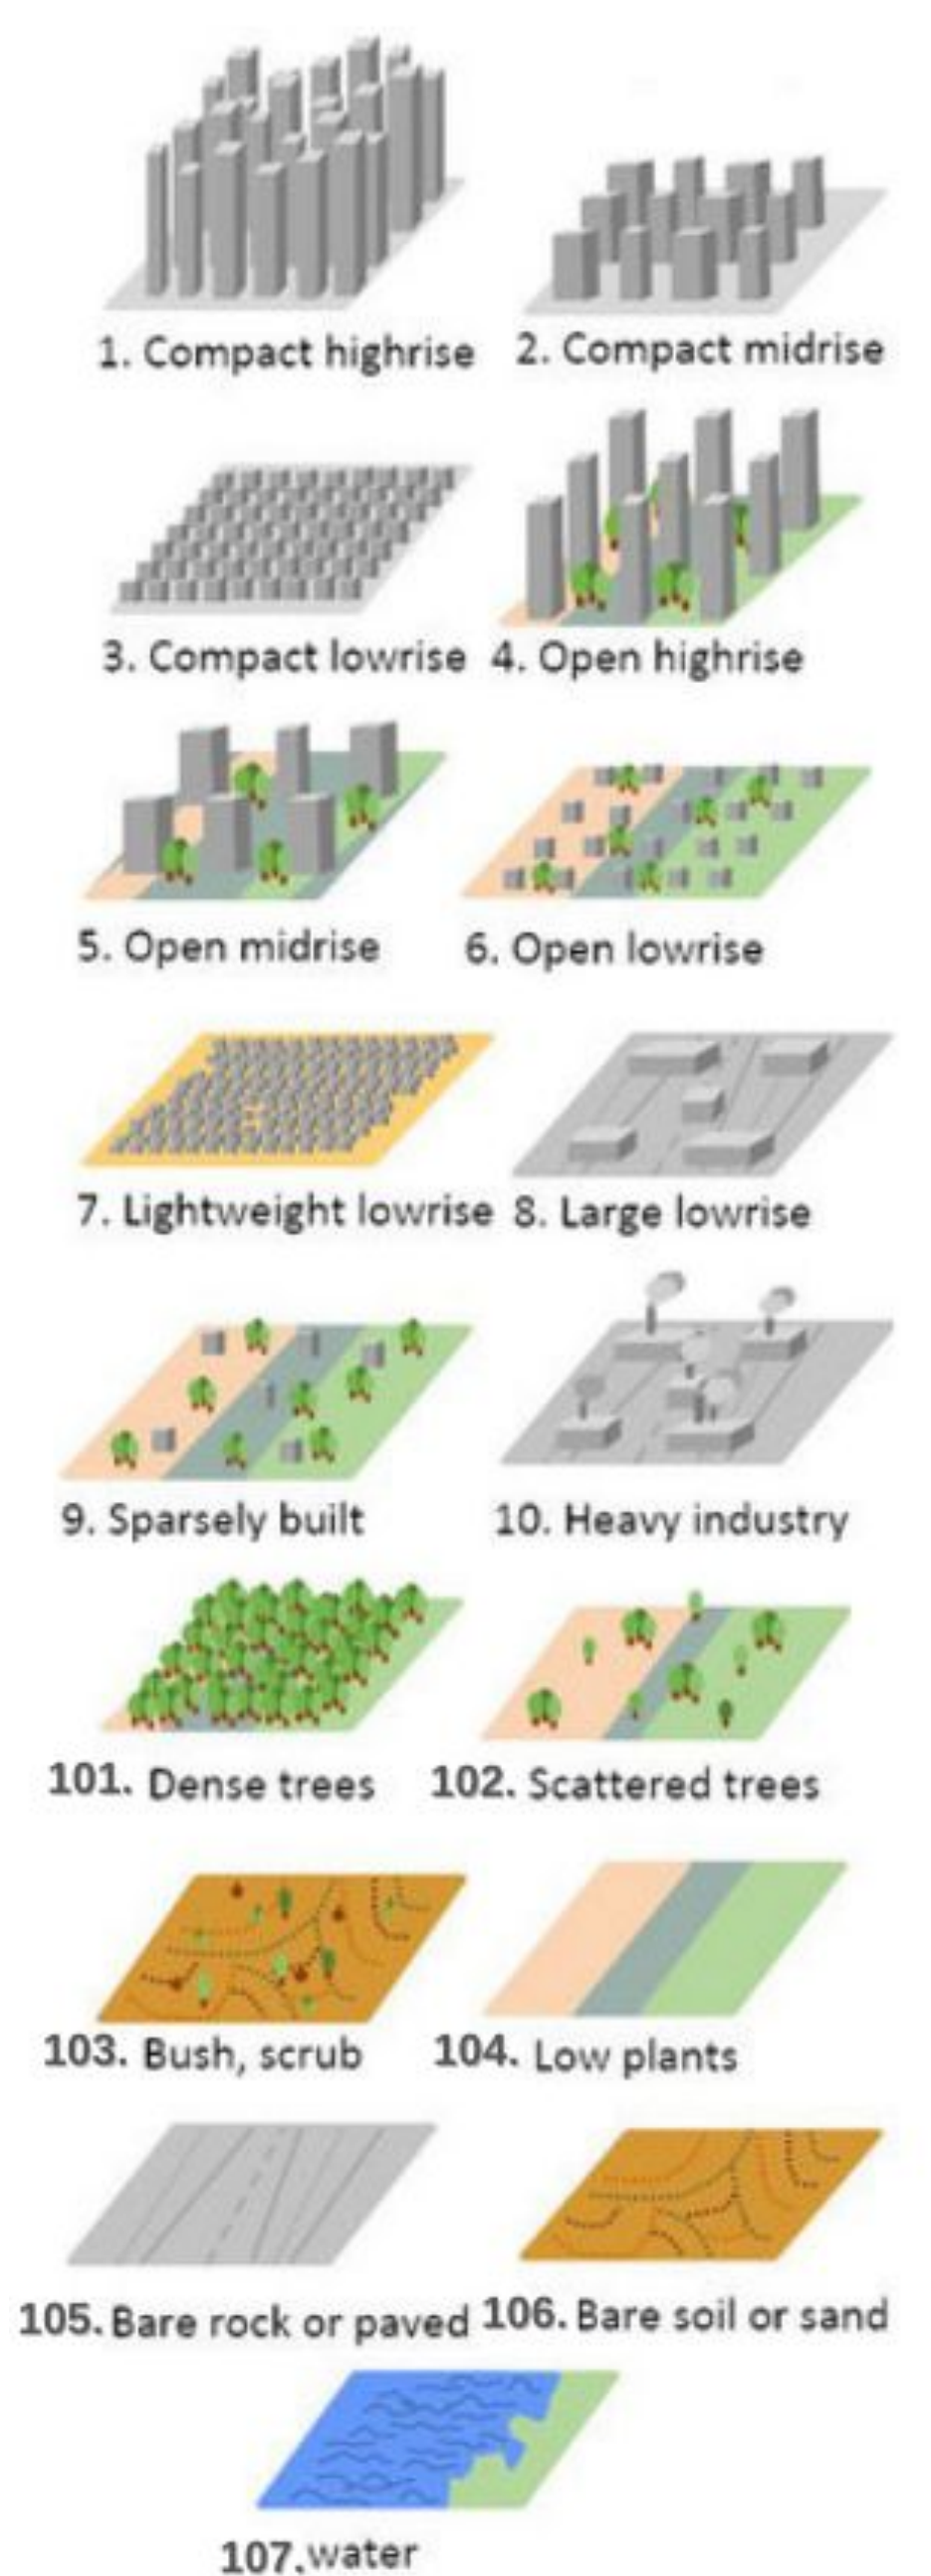 1. Compact highrise
2. Compact midrise
3. Compact lowrise
4. Open highrise
5. Open midrise
6. Open lowrise
7. Lightweight lowrise
8. Large lowrise
9. Sparsely built
10. Heavy industry
101. Dense trees
102. Scattered trees
103. Bush, scrub
104. Low plants
105. Bare rock or paved
106. Bare soil or sand
107. water